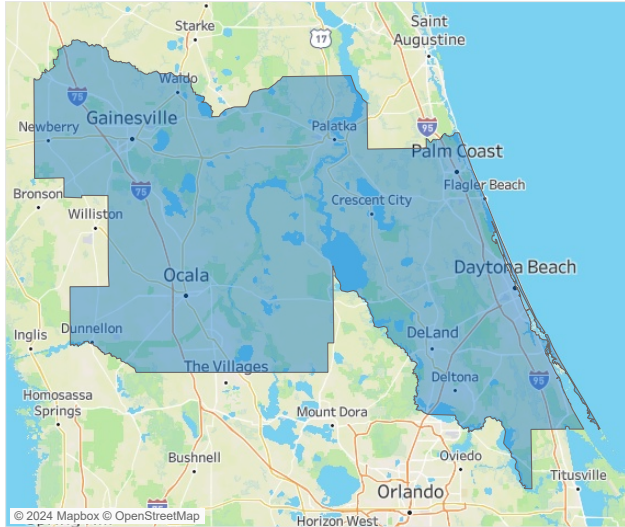 Starke
Saint
Augustine
17
Waldo
75
Gainesville
Newberry
Palatka
95
Palm Coast
Flagler Beach
75
Bronson
Crescent City
Williston
Ocala
Daytona Beach
Inglis
Dunnellon
DeLand
The Villages
95
Deltona
Homosassa
Springs
Mount Dora
Bushnell
Oviedo
Titusville
Orlando
© 2024 Mapbox © OpenStreetMap
Horizon West